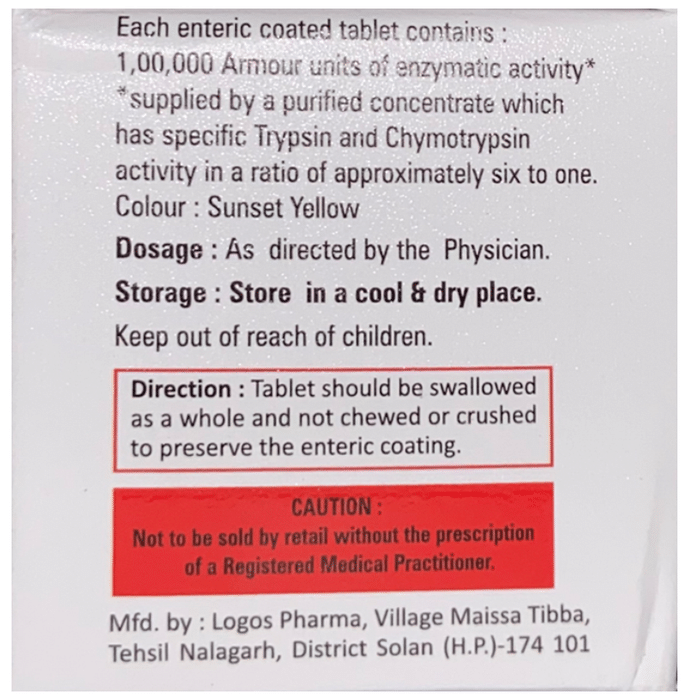 Each enteric coated tablet contains :
1,00,000 Armour units of enzymatic activity*
*supplied by a purified concentrate which
has specific Trypsin and Chymotrypsin
activity in a ratio of approximately six to one.
Colour : Sunset Yellow
Dosage : As directed by the Physician.
Storage : Store in a cool & dry place.
Keep out of reach of children.
Direction : Tablet should be swallowed
as a whole and not chewed or crushed
to preserve the enteric coating.
CAUTION :
Not to be sold by retail without the prescription
of a Registered Medical Practitioner.
Mfd. by : Logos Pharma, Village Maissa Tibba,
Tehsil Nalagarh, District Solan (H.P.)-174 101